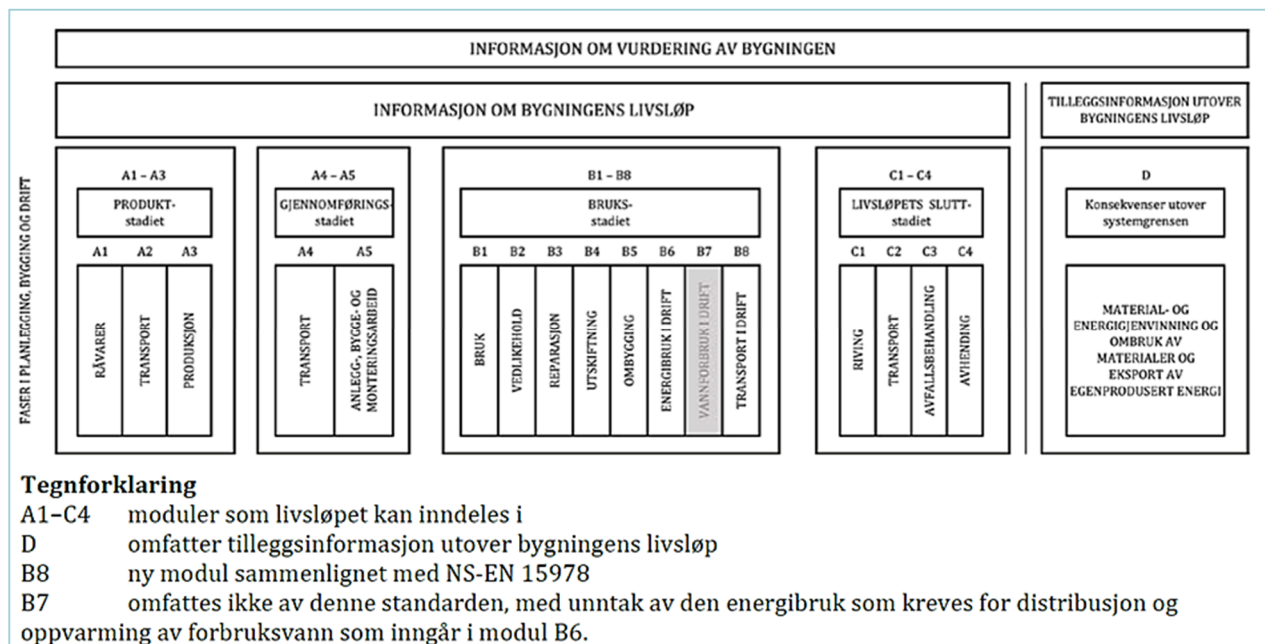 INFORMASJON OM VURDERING AV BYGNINGEN
INFORMASJON OM BYGNINGENS LIVSLØP
TILLEGGSINFORMASJON UTOVER
BYGNINGENS LIVSLØP
FASER I PLANLEGGING, BYGGING OG DRIFT
A1 – A3
PRODUKT-
stadiet
A1 A2 A3
RÅVARER
TRANSPORT
PRODUKSJON
A4 – A5
GJENNOMFØRINGS-
stadiet
A4 A5
TRANSPORT
ANLEGG-, BYGGE- OG
MONTERINGSARBEID
B1 – B8
BRUKS-
stadiet
B1 B2 B3 B4 B5 B6 B7 B8
BRUK
VEDLIKEHOLD
REPARASJON
UTSKIFTNING
OMBYGGING
ENERGIBRUK I DRIFT
VANNFORBRUK I DRIFT
TRANSPORT I DRIFT
C1 – C4
LIVSLØPETS SLUTT-
stadiet
C1 C2 C3 C4
RIVING
TRANSPORT
AVFALLSBEHANDLING
AVHENDING
D
Konsekvenser utover
systemgrensen
MATERIAL- OG
ENERGIGJENVINNING OG
OMBRUK AV
MATERIALER OG
EKSPORT AV
EGENPRODUSERT ENERGI
Tegnforklaring
A1–C4 moduler som livsløpet kan inndeles i
D omfatter tilleggsinformasjon utover bygningens livsløp
B8 ny modul sammenlignet med NS-EN 15978
B7 omfattes ikke av denne standarden, med unntak av den energibruk som kreves for distribusjon og
oppvarming av forbruksvann som inngår i modul B6.